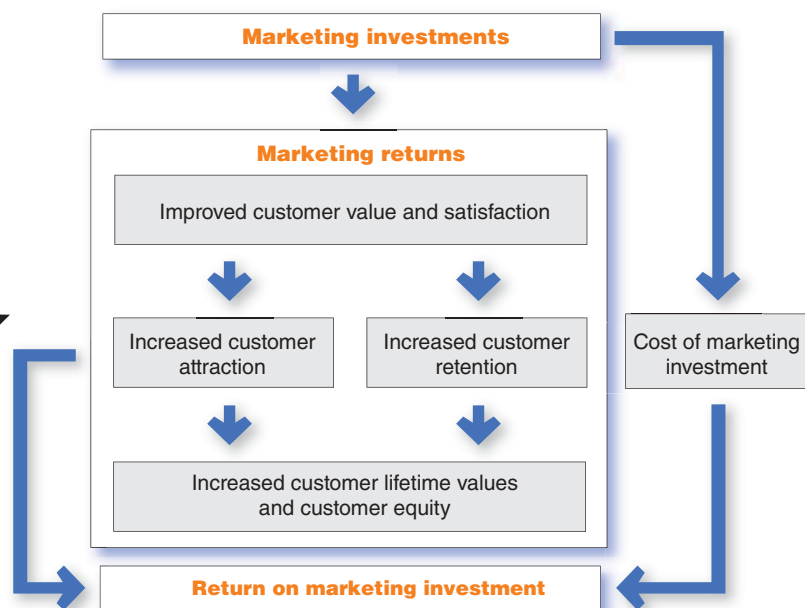 Marketing investments
Marketing returns
Improved customer value and satisfaction
Increased customer
attraction
Increased customer
retention
Cost of marketing
investment
Increased customer lifetime values
and customer equity
Return on marketing investment